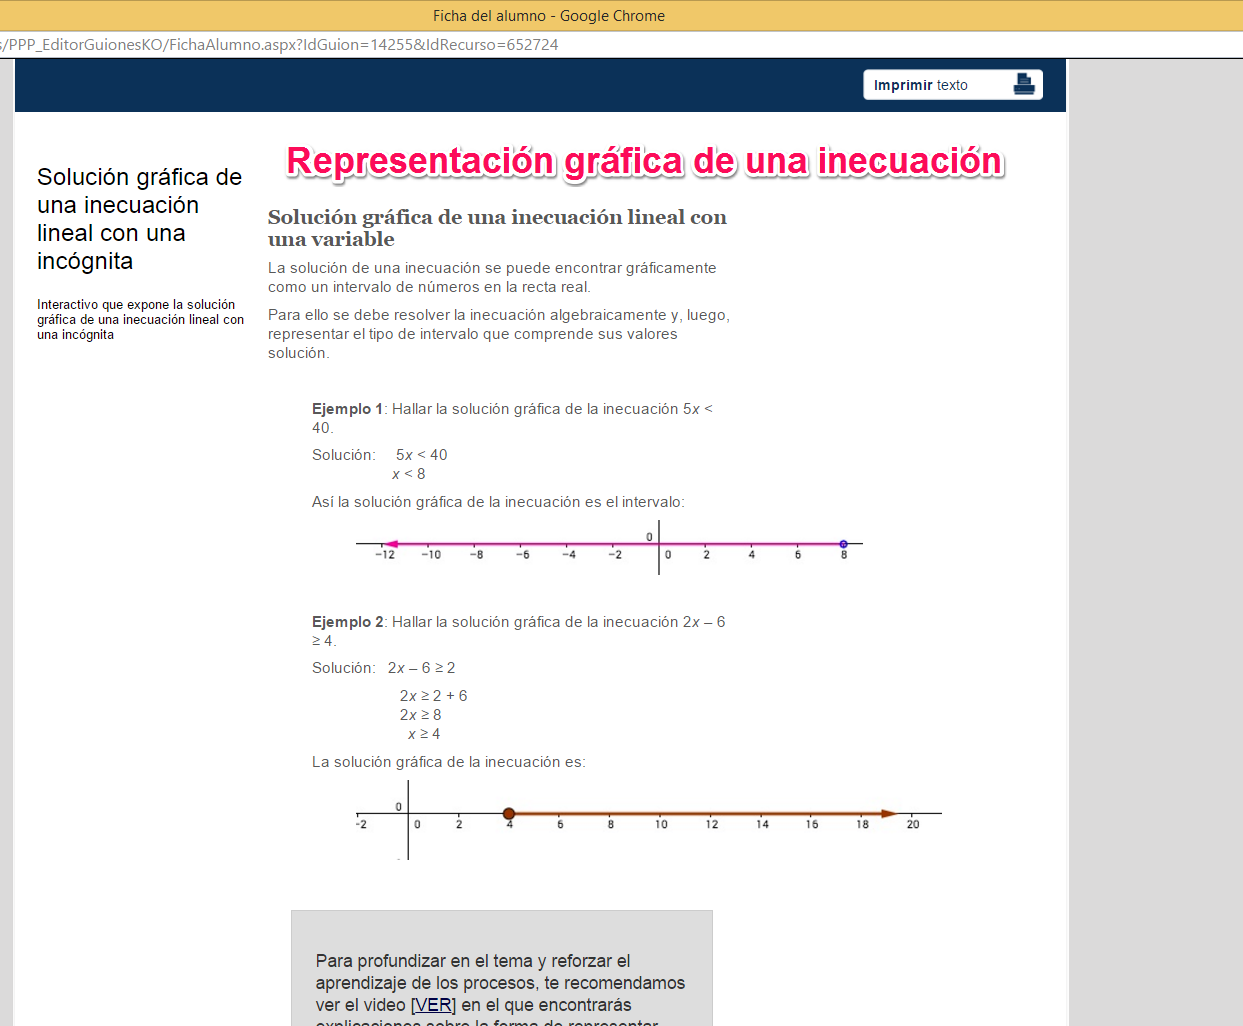 Ficha del alumno - Google Chrome
/PPP_EditorGuionesKO/FichaAlumno.aspx?IdGuion=14255&IdRecurso=652724
Imprimir texto
Representación gráfica de una inecuación
Solución gráfica de
una inecuación
lineal con una
incógnita
Interactivo que expone la solución
gráfica de una inecuación lineal con
una incógnita
Solución gráfica de una inecuación lineal con
una variable
La solución de una inecuación se puede encontrar gráficamente
como un intervalo de números en la recta real.
Para ello se debe resolver la inecuación algebraicamente y, luego,
representar el tipo de intervalo que comprende sus valores
solución.
Ejemplo 1: Hallar la solución gráfica de la inecuación 5x <
40.
Solución: 5x < 40
x < 8
Así la solución gráfica de la inecuación es el intervalo:
0
-12 -10 -8 -6 -4 -2 0 2 4 6 8
Ejemplo 2: Hallar la solución gráfica de la inecuación 2x – 6
≥ 4.
Solución: 2x – 6 ≥ 2
2x ≥ 2 + 6
2x ≥ 8
x ≥ 4
La solución gráfica de la inecuación es:
0
-2 0 2 4 6 8 10 12 14 16 18 20
Para profundizar en el tema y reforzar el
aprendizaje de los procesos, te recomendamos
ver el video [VER] en el que encontrarás
explicaciones sobre la forma de representar